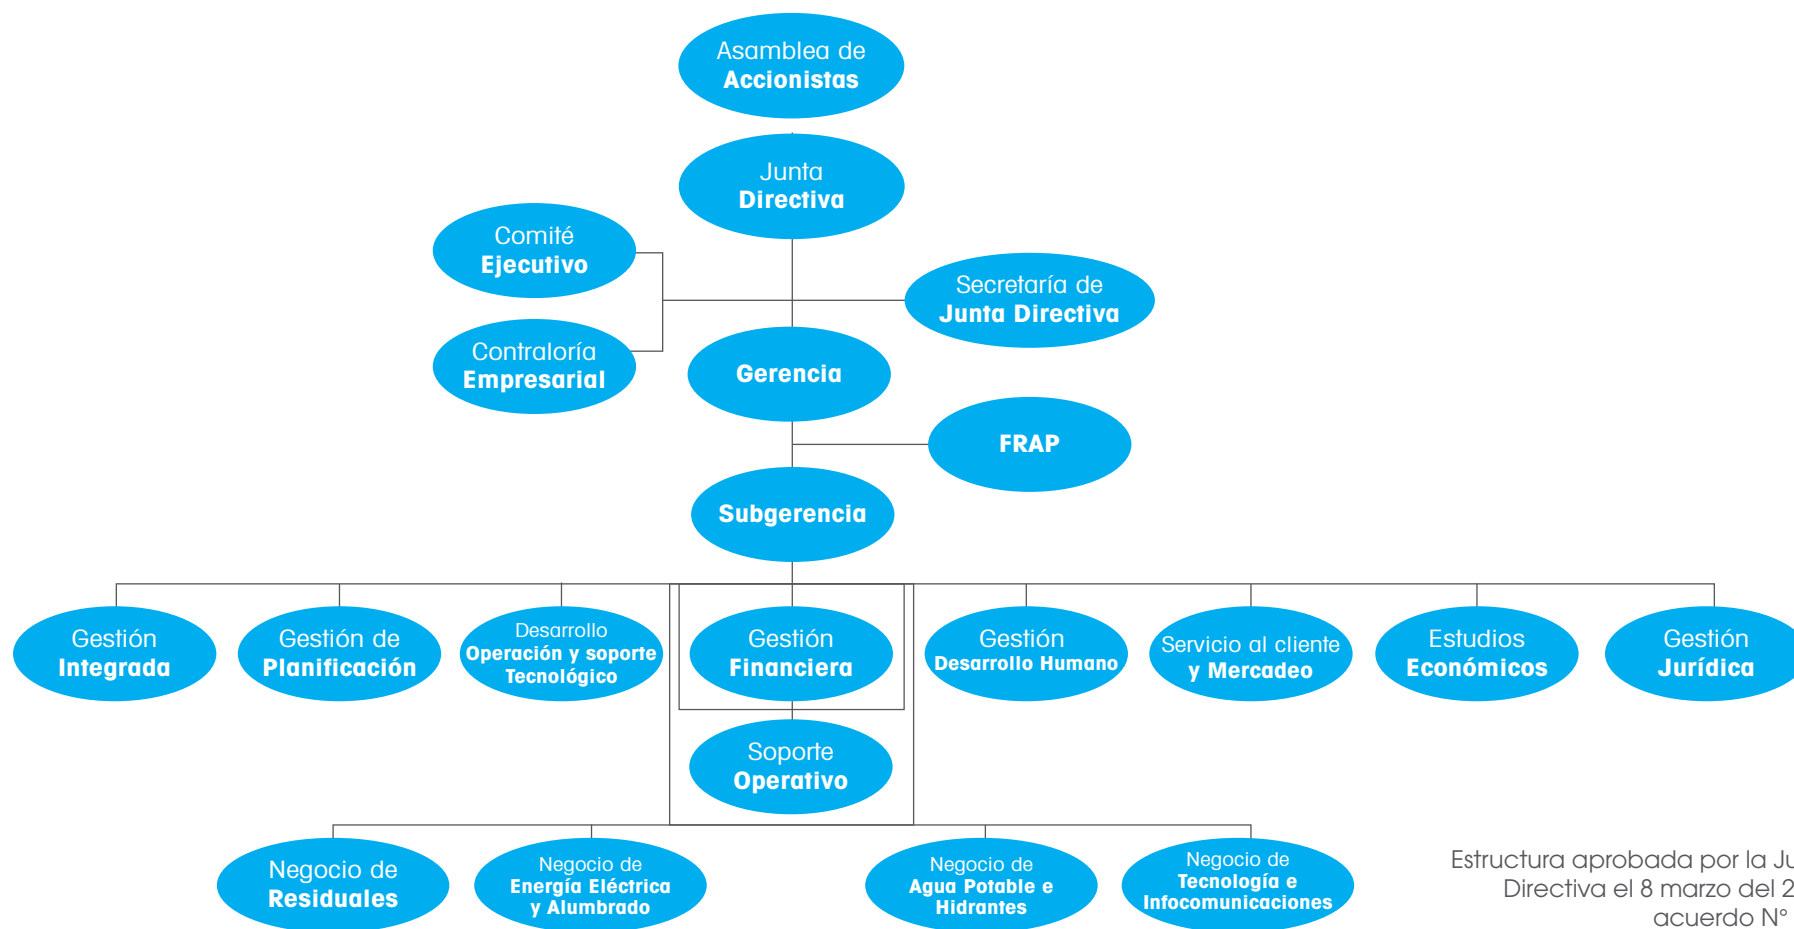 Asamblea de
Accionistas
Junta
Directiva
Comité
Ejecutivo
Secretaría de
Junta Directiva
Contraloría
Empresarial
Gerencia
FRAP
Subgerencia
Gestión
Integrada
Gestión de
Planificación
Desarrollo
Operación y soporte
Tecnológico
Gestión
Financiera
Gestión
Desarrollo Humano
Servicio al cliente
y Mercadeo
Estudios
Económicos
Gestión
Jurídica
Soporte
Operativo
Negocio de
Residuales
Negocio de
Energía Eléctrica
y Alumbrado
Negocio de
Agua Potable e
Hidrantes
Negocio de
Tecnología e
Infocomunicaciones
Estructura aprobada por la
Directiva el 8 marzo del
acuerdo N°